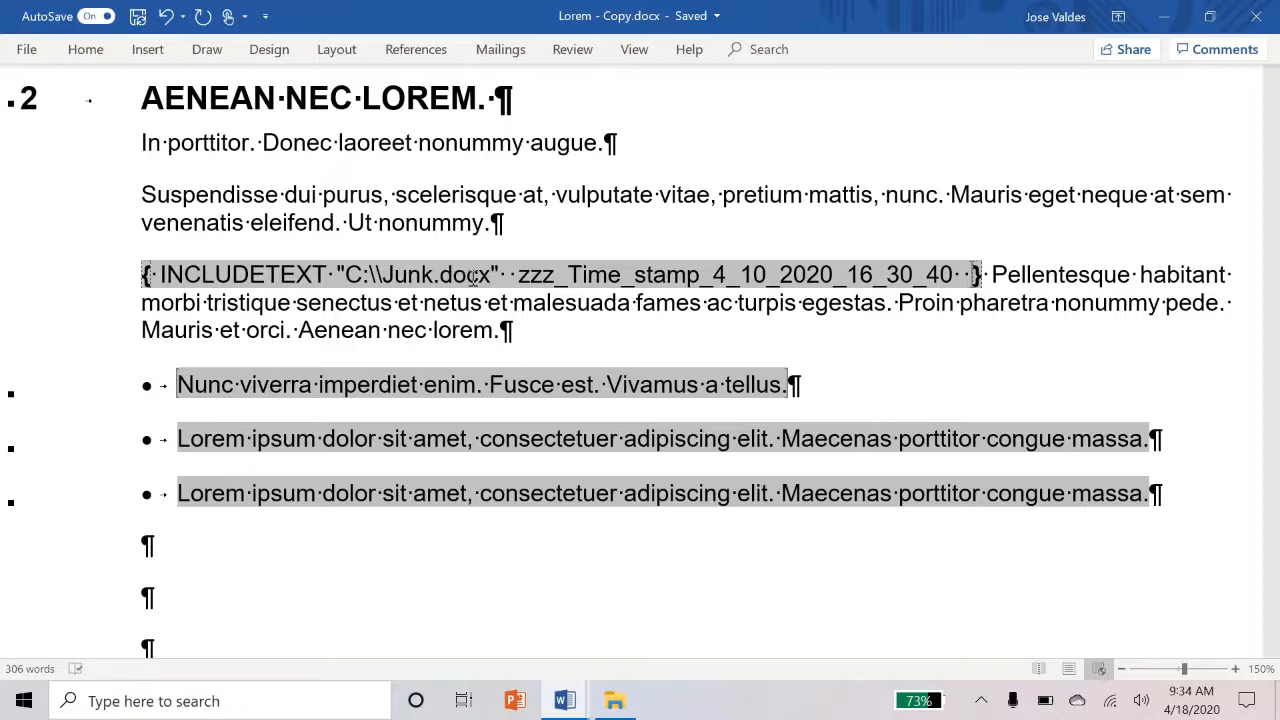 AutoSave On Lorem - Copy.docx - Saved Jose Valdes
File Home Insert Draw Design Layout References Mailings Review View Help Search Share Comments
2 → AENEAN·NEC·LOREM.·¶
In·porttitor.·Donec·laoreet·nonummy·augue.¶
Suspendisse·dui·purus,·scelerisque·at,·vulputate·vitae,·pretium·mattis,·nunc.·Mauris·eget·neque·at·sem·
venenatis·eleifend.·Ut·nonummy.¶
{·INCLUDETEXT·"C:\\Junk.docx"··zzz_Time_stamp_4_10_2020_16_30_40··}·Pellentesque·habitant·
morbi·tristique·senectus·et·netus·et·malesuada·fames·ac·turpis·egestas.·Proin·pharetra·nonummy·pede.·
Mauris·et·orci.·Aenean·nec·lorem.¶
●→Nunc·viverra·imperdiet·enim.·Fusce·est.·Vivamus·a·tellus.¶
●→Lorem·ipsum·dolor·sit·amet,·consectetuer·adipiscing·elit.·Maecenas·porttitor·congue·massa.¶
●→Lorem·ipsum·dolor·sit·amet,·consectetuer·adipiscing·elit.·Maecenas·porttitor·congue·massa.¶
¶
¶
¶
306 words 150%
Type here to search 73% 9:34 AM
4/18/2020